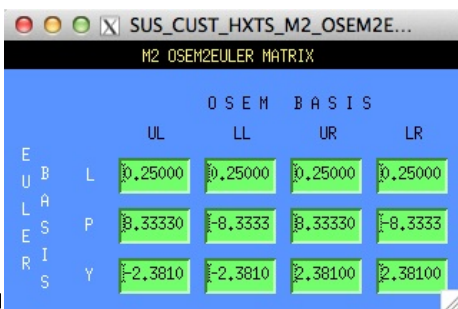 SUS_CUST_HXTS_M2_OSEM2E...
M2 OSEM2EULER MATRIX
OSEM BASIS
UL LL UR LR
EULER BASIS
L 0.25000 0.25000 0.25000 0.25000
P 8.33330 -8.3333 8.33330 -8.3333
Y -2.3810 -2.3810 2.38100 2.38100